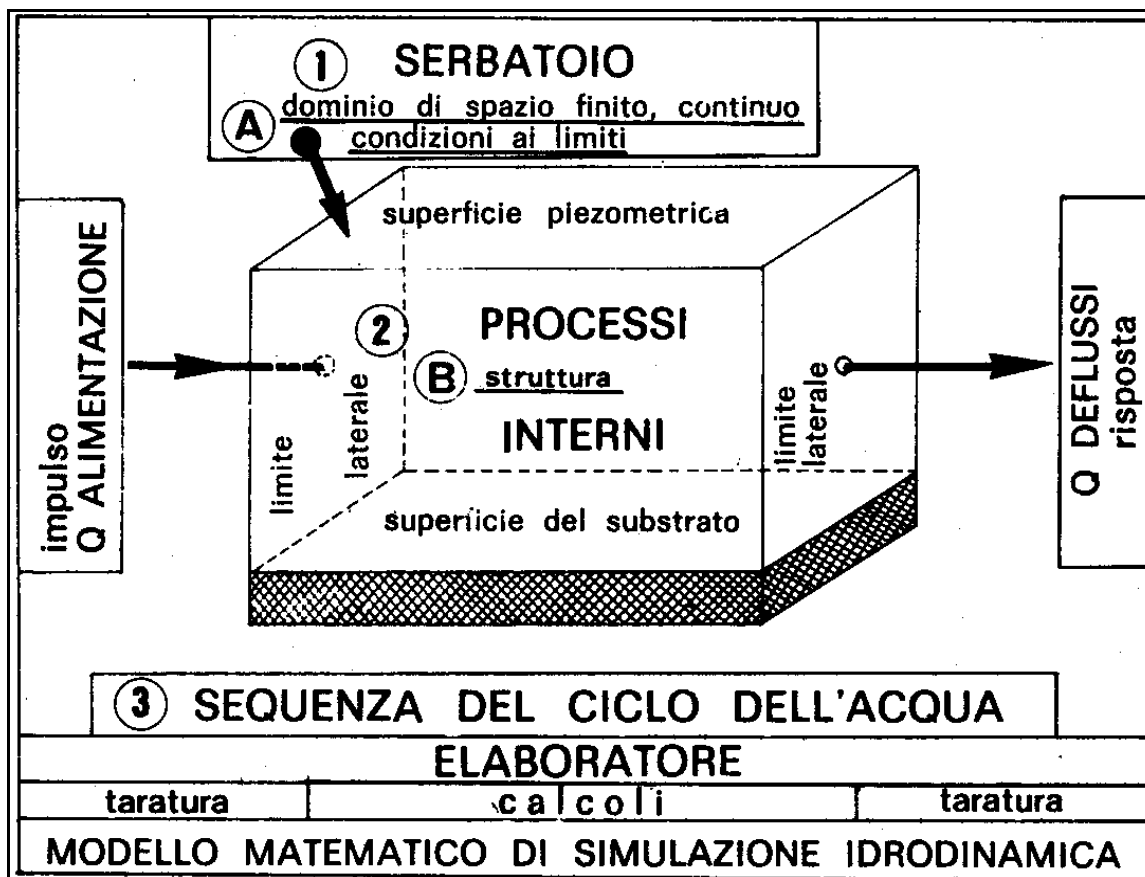 1 SERBATOIO
A dominio di spazio finito, continuo
condizioni ai limiti
impulso
Q ALIMENTAZIONE
superficie piezometrica
2 PROCESSI
B struttura
INTERNI
limite
laterale
limite
laterale
superficie del substrato
Q DEFLUSSI
risposta
3 SEQUENZA DEL CICLO DELL'ACQUA
ELABORATORE
taratura calcoli taratura
MODELLO MATEMATICO DI SIMULAZIONE IDRODINAMICA